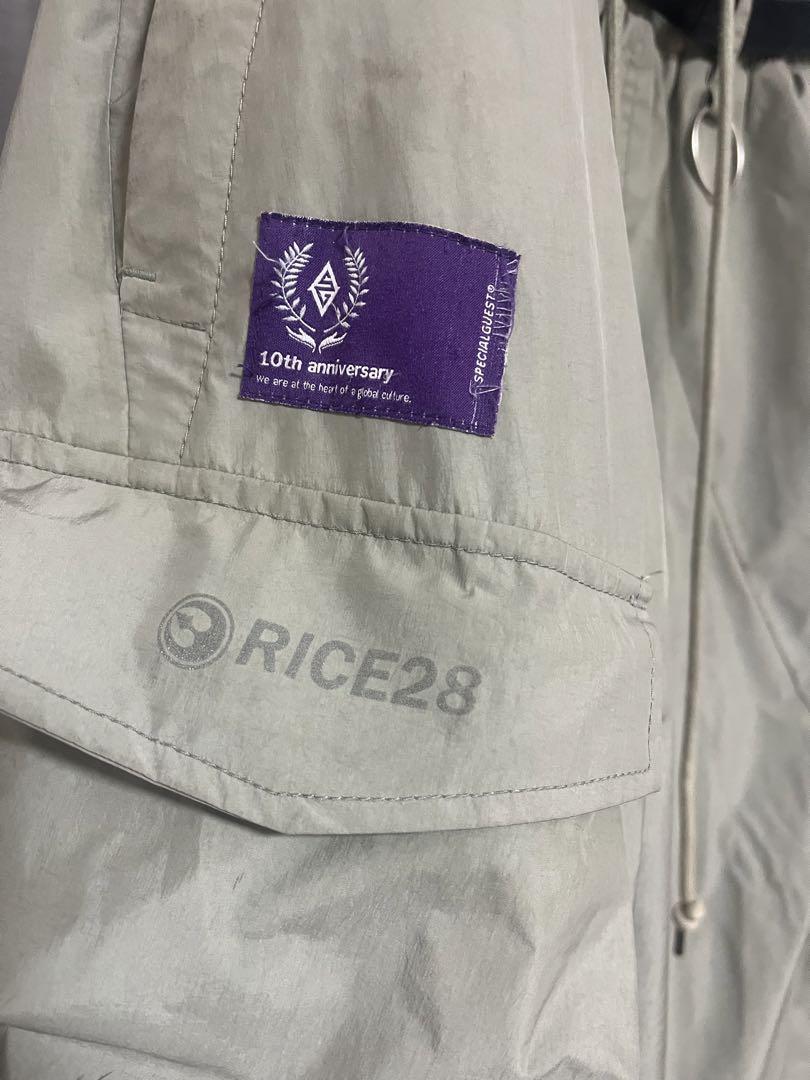 10th anniversary
We are at the heart of a global culture.
SPECIALGUEST®
RICE28